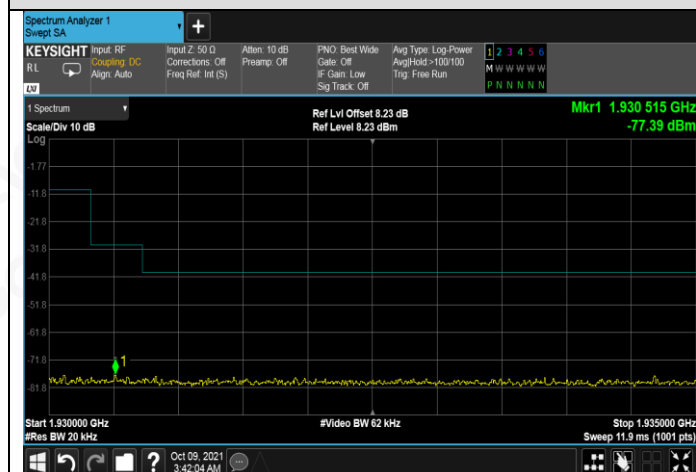 Spectrum Analyzer 1
Swept SA
+
KEYSIGHT Input: RF Input Z: 50 Ω Atten: 10 dB PNO: Best Wide Avg Type: Log-Power 1 2 3 4 5 6
RL Coupling: DC Corrections: Off Preamp: Off Gate: Off Avg|Hold:>100/100 M W W W W W
Align: Auto Freq Ref: Int (S) IF Gain: Low Trig: Free Run
LXI Sig Track: Off P N N N N N
1 Spectrum
Ref Lvl Offset 8.23 dB Mkr1 1.930 515 GHz
Scale/Div 10 dB Ref Level 8.23 dBm -77.39 dBm
Log
-1.77
-11.8
-21.8
-31.8
-41.8
-51.8
-61.8
-71.8
1
-81.8
Start 1.930000 GHz #Video BW 62 kHz Stop 1.935000 GHz
#Res BW 20 kHz Sweep 11.9 ms (1001 pts)
? Oct 09, 2021
3:42:04 AM